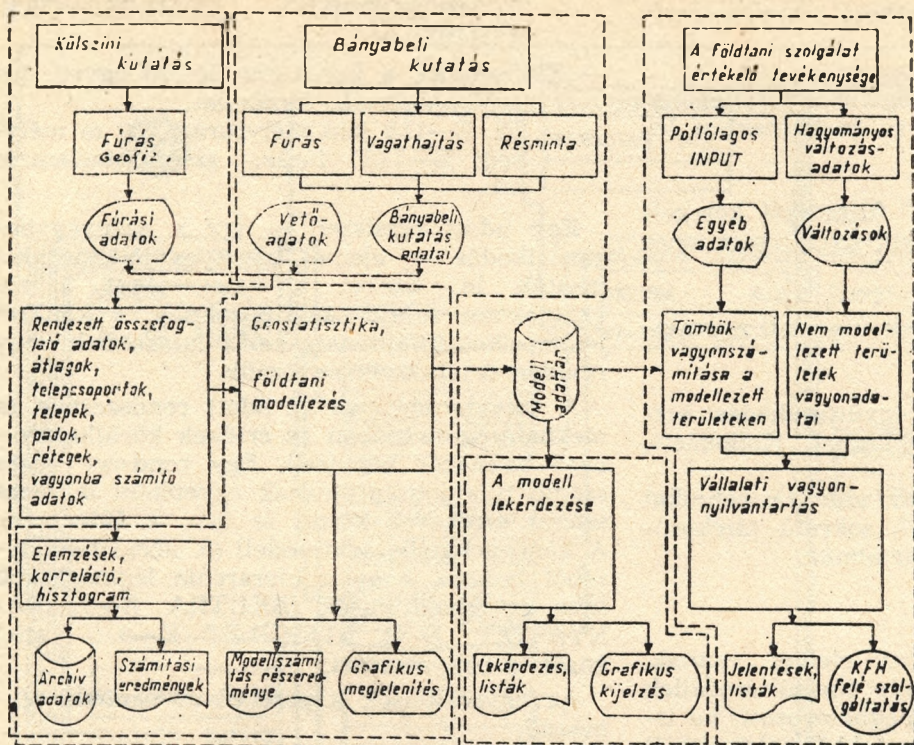 Külszíni
kutatás
Bányabeli
kutatás
A földtani szolgálat
értékelő tevékenysége
Fúrás
Geofiz.
Fúrás
Vágathajtás
Résminta
Pótlólagos
INPUT
Hagyományos
változás-
adatok
Fúrási
adatok
Vető-
adatok
Bányabeli
kutatás
adatai
Egyéb
adatok
Változások
Rendezett összefog-
laló adatok,
átlagok,
telepcsoportok,
telepek,
padok,
rétegek,
vagyonba számító
adatok
Geostatisztika,
földtani
modellezés
Modell
adattár
Tömbök
vagyonszá-
mítása a
modellezett
területeken
Nem model-
lezett terü-
letek
vagyonada-
tai
A modell
lekérdezése
Vállalati vagyon-
nyilvántartás
Elemzések,
korreláció,
hisztogram
Archív
adatok
Számítási
eredmények
Modellszámí-
tás részered-
ménye
Grafikus
megjelenítés
Lekérdezés,
listák
Grafikus
kijelzés
Jelentések,
listák
KFH
felé szol-
gáltatás